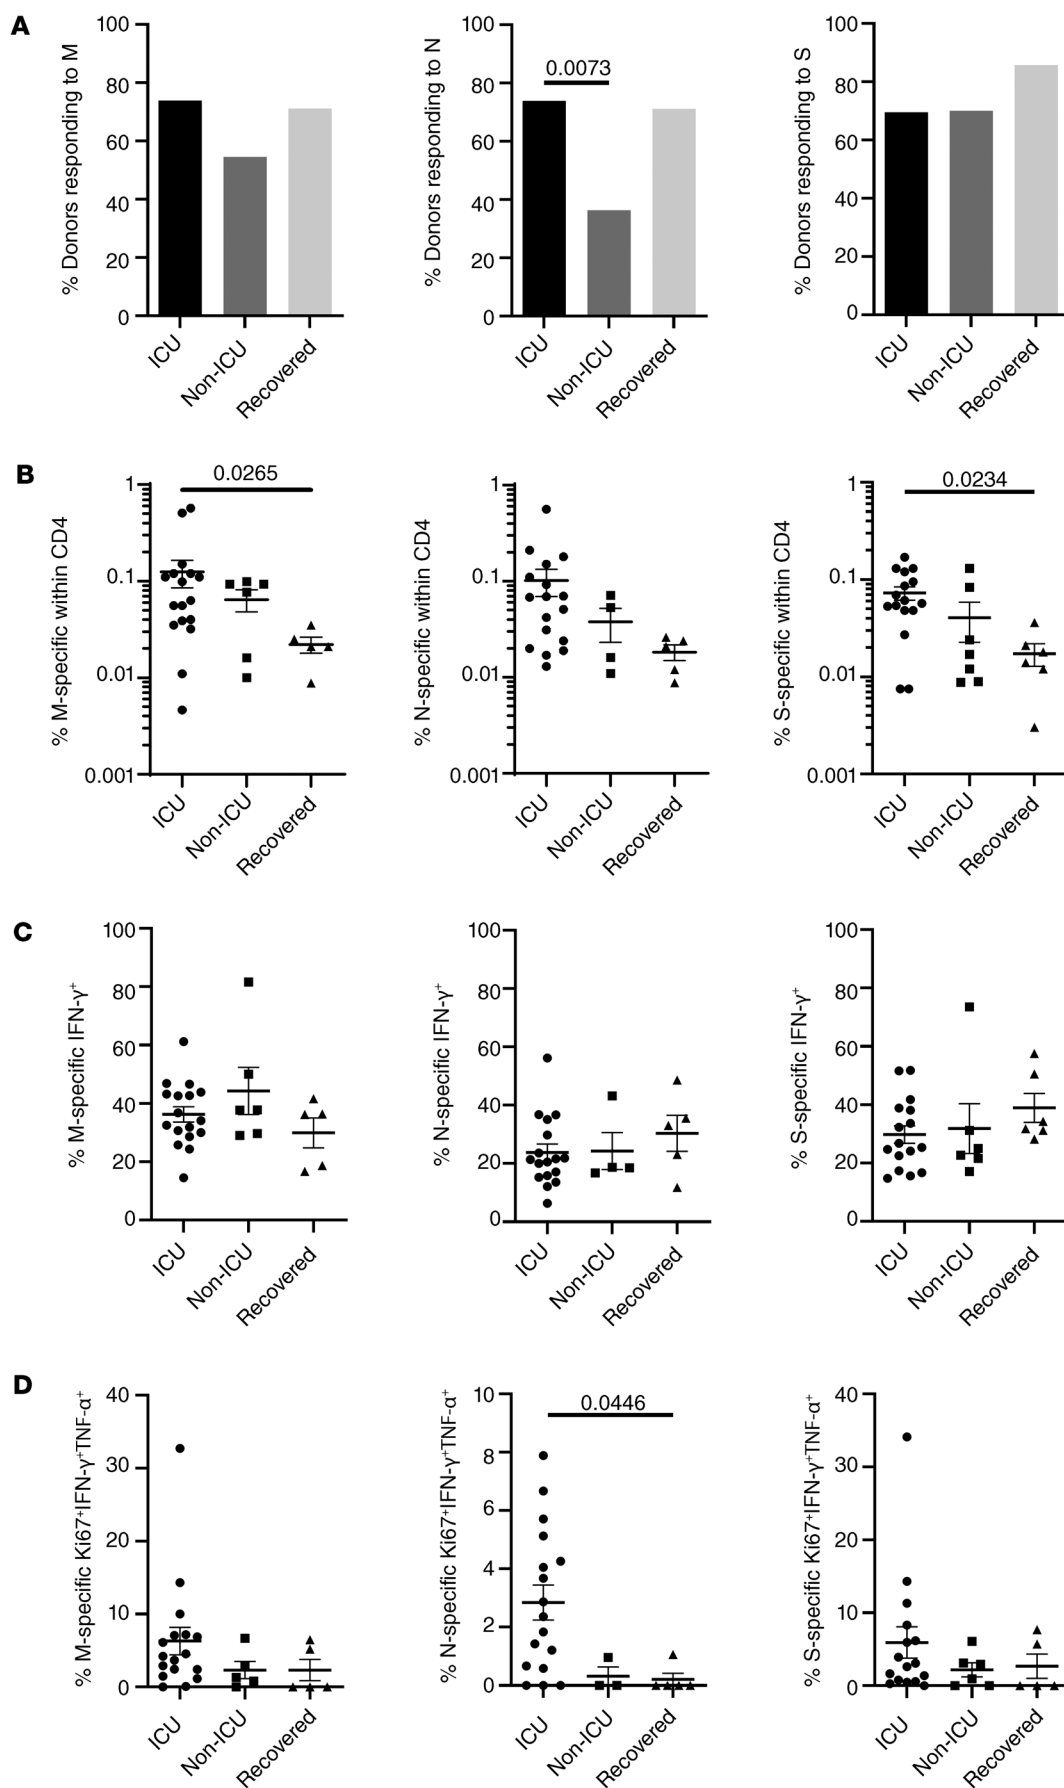 A
% Donors responding to M
100
80
60
40
20
0
ICU
Non-ICU
Recovered
% Donors responding to N
100
80
60
40
20
0
0.0073
ICU
Non-ICU
Recovered
% Donors responding to S
100
80
60
40
20
0
ICU
Non-ICU
Recovered
B
% M-specific within CD4
1
0.1
0.01
0.001
0.0265
ICU
Non-ICU
Recovered
% N-specific within CD4
1
0.1
0.01
0.001
ICU
Non-ICU
Recovered
% S-specific within CD4
1
0.1
0.01
0.001
0.0234
ICU
Non-ICU
Recovered
C
% M-specific IFN-γ⁺
100
80
60
40
20
0
ICU
Non-ICU
Recovered
% N-specific IFN-γ⁺
100
80
60
40
20
0
ICU
Non-ICU
Recovered
% S-specific IFN-γ⁺
100
80
60
40
20
0
ICU
Non-ICU
Recovered
D
% M-specific Ki67⁺IFN-γ⁺TNF-α⁺
40
30
20
10
0
ICU
Non-ICU
Recovered
% N-specific Ki67⁺IFN-γ⁺TNF-α⁺
10
8
6
4
2
0
0.0446
ICU
Non-ICU
Recovered
% S-specific Ki67⁺IFN-γ⁺TNF-α⁺
40
30
20
10
0
ICU
Non-ICU
Recovered